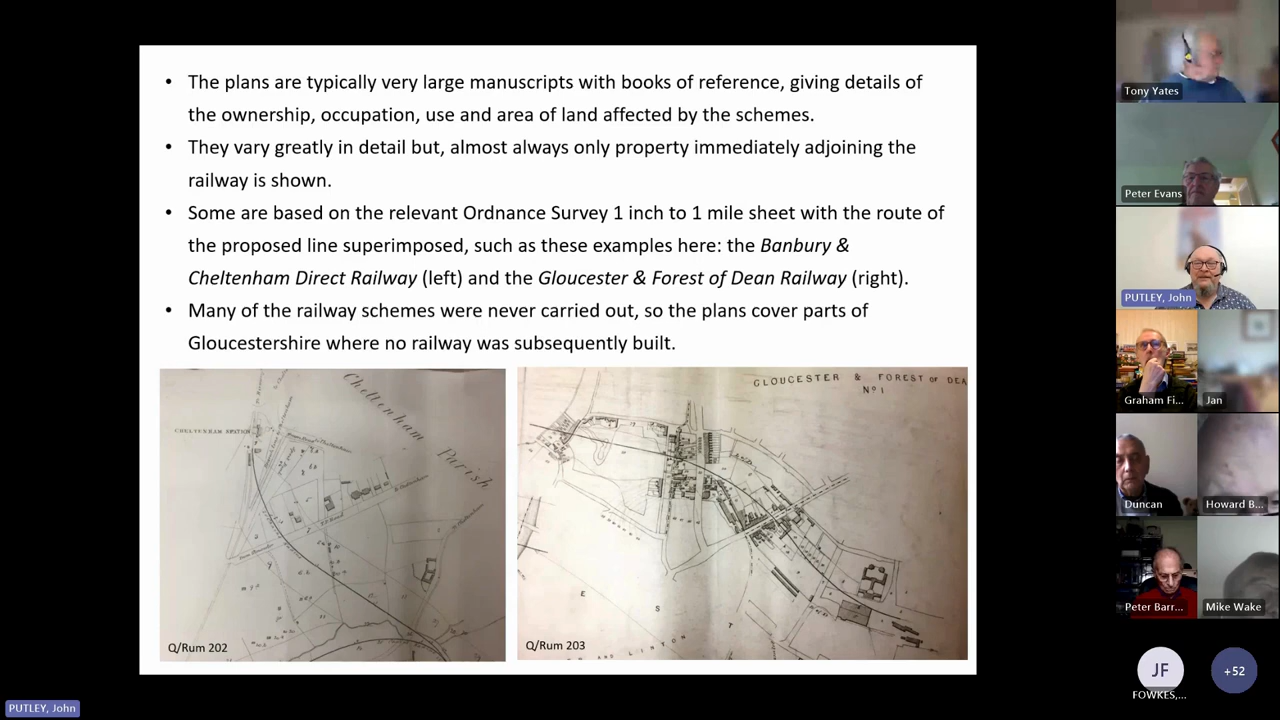 • The plans are typically very large manuscripts with books of reference, giving details of
the ownership, occupation, use and area of land affected by the schemes.
• They vary greatly in detail but, almost always only property immediately adjoining the
railway is shown.
• Some are based on the relevant Ordnance Survey 1 inch to 1 mile sheet with the route of
the proposed line superimposed, such as these examples here: the Banbury &
Cheltenham Direct Railway (left) and the Gloucester & Forest of Dean Railway (right).
• Many of the railway schemes were never carried out, so the plans cover parts of
Gloucestershire where no railway was subsequently built.
Cheltenham
Parish
CHELTENHAM STATION
Q/Rum 202
GLOUCESTER & FOREST OF DEA
No 1
E S T
Q/Rum 203
Tony Yates
Peter Evans
PUTLEY, John
Graham Fi...
Jan
Duncan
Howard B...
Peter Barr...
Mike Wake
JF
+52
FOWKES,...
PUTLEY, John